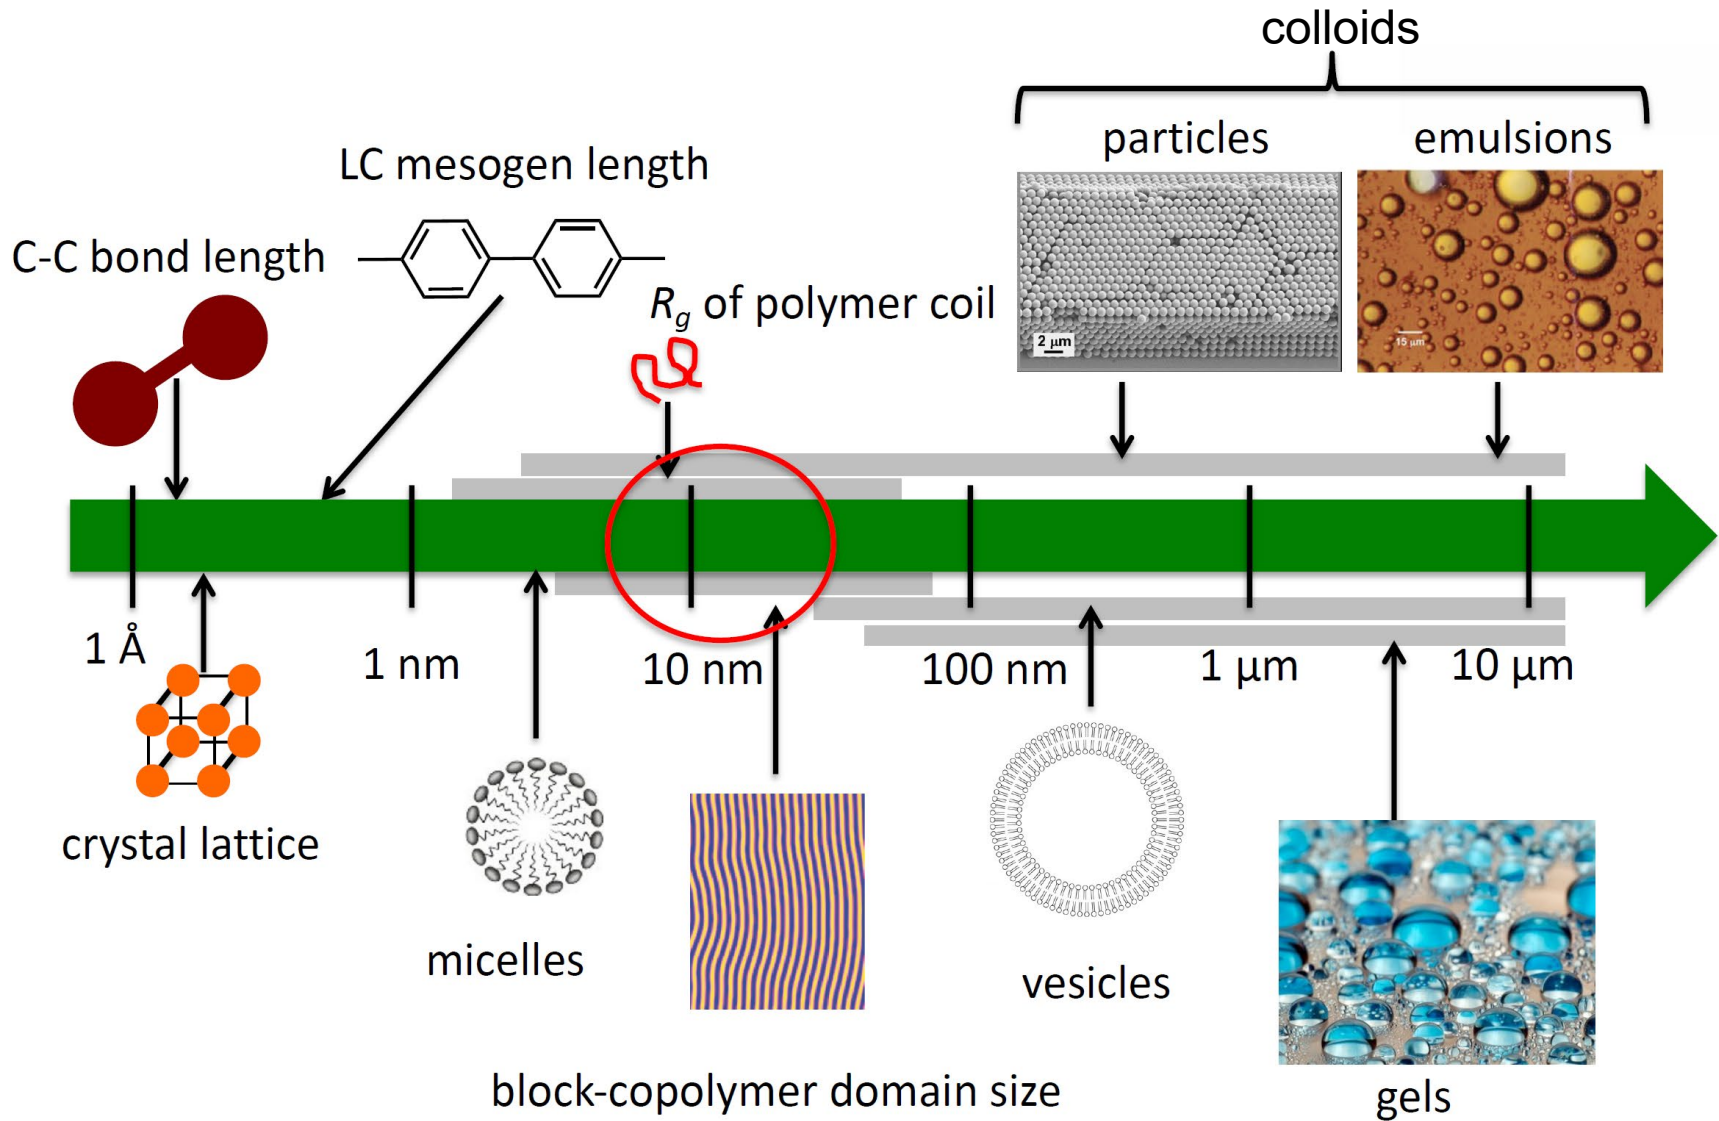 colloids
particles
emulsions
LC mesogen length
C-C bond length
Rg of polymer coil
2 μm
15 μm
1 Å
1 nm
10 nm
100 nm
1 μm
10 μm
crystal lattice
micelles
vesicles
block-copolymer domain size
gels